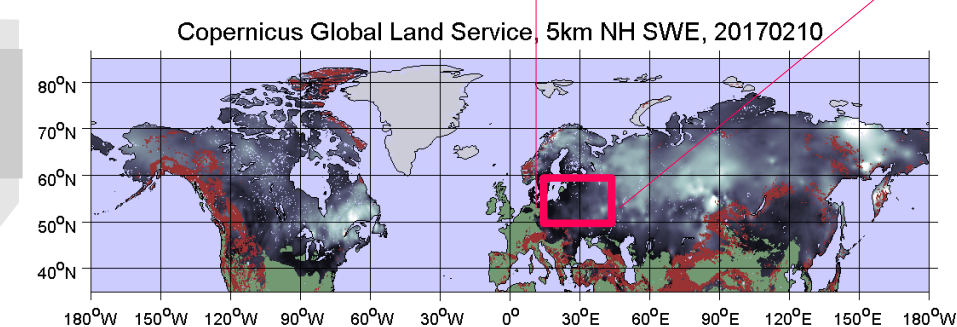 Copernicus Global Land Service, 5km NH SWE, 20170210
80°N
70°N
60°N
50°N
40°N
180°W 150°W 120°W 90°W 60°W 30°W 0° 30°E 60°E 90°E 120°E 150°E 180°W